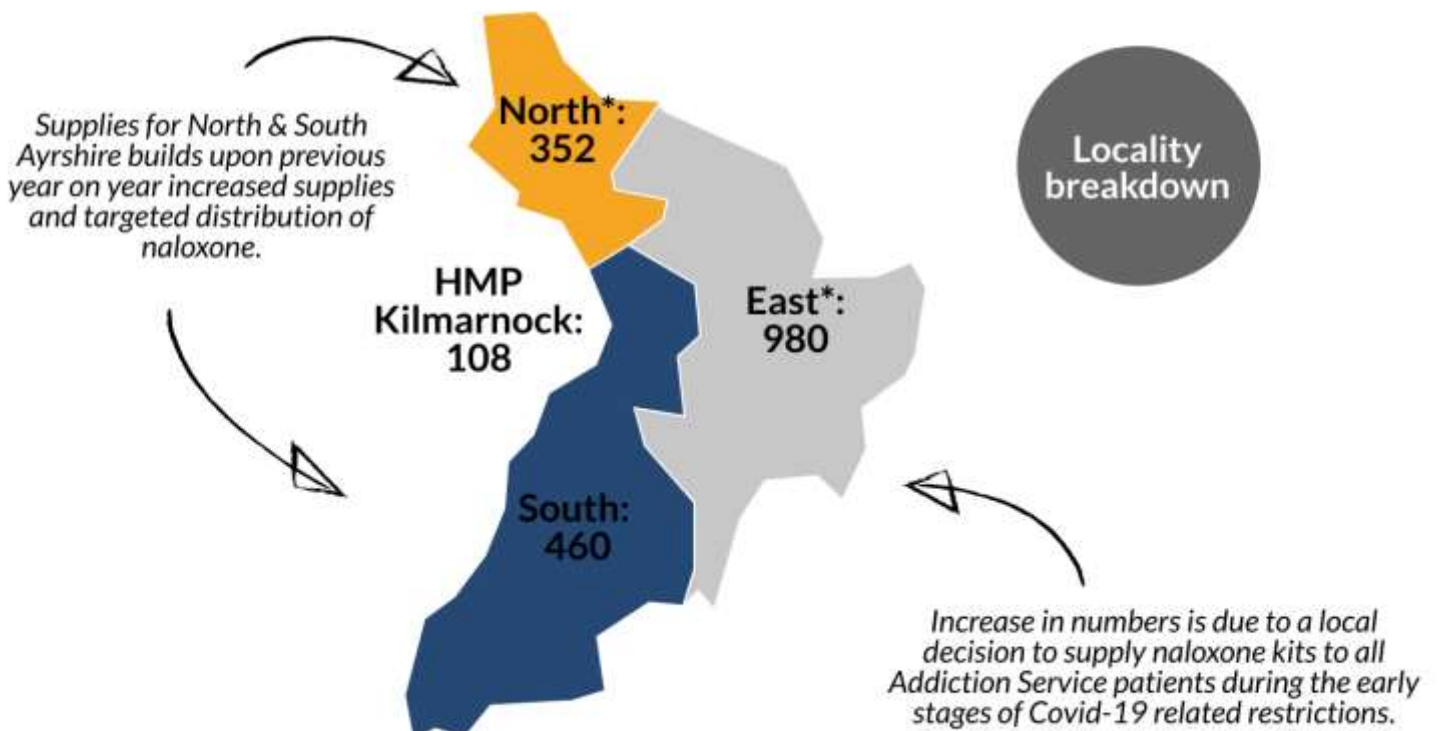 Supplies for North & South
Ayrshire builds upon previous
year on year increased supplies
and targeted distribution of
naloxone.
North*:
352
Locality
breakdown
HMP
Kilmarnock:
108
East*:
980
South:
460
Increase in numbers is due to a local
decision to supply naloxone kits to all
Addiction Service patients during the early
stages of Covid-19 related restrictions.